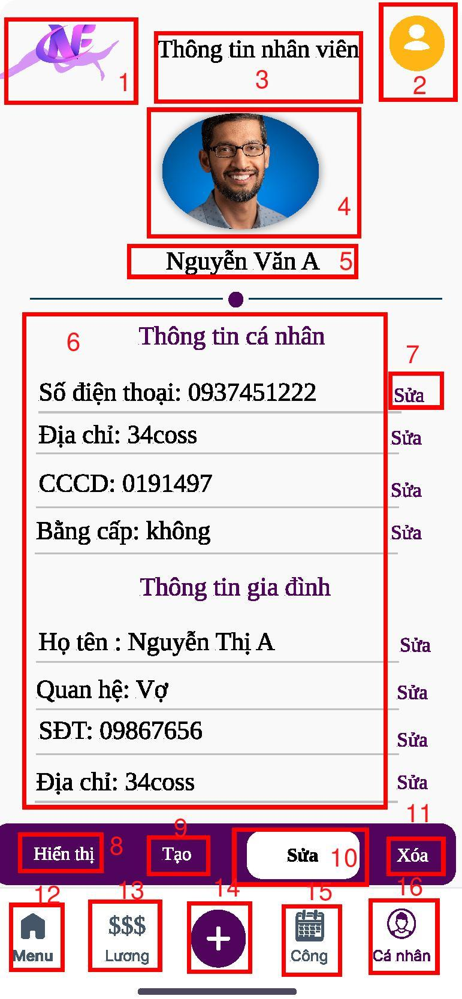 NF
1
Thông tin nhân viên
3
2
4
Nguyễn Văn A 5
6 Thông tin cá nhân
7
Số điện thoại: 0937451222 Sửa
Địa chỉ: 34coss Sửa
CCCD: 0191497 Sửa
Bằng cấp: không Sửa
Thông tin gia đình
Họ tên : Nguyễn Thị A Sửa
Quan hệ: Vợ Sửa
SĐT: 09867656 Sửa
Địa chỉ: 34coss Sửa
9 11
Hiển thị 8 Tạo Sửa 10 Xóa
12 13 14 15 16
$$$
Menu Lương + Công Cá nhân